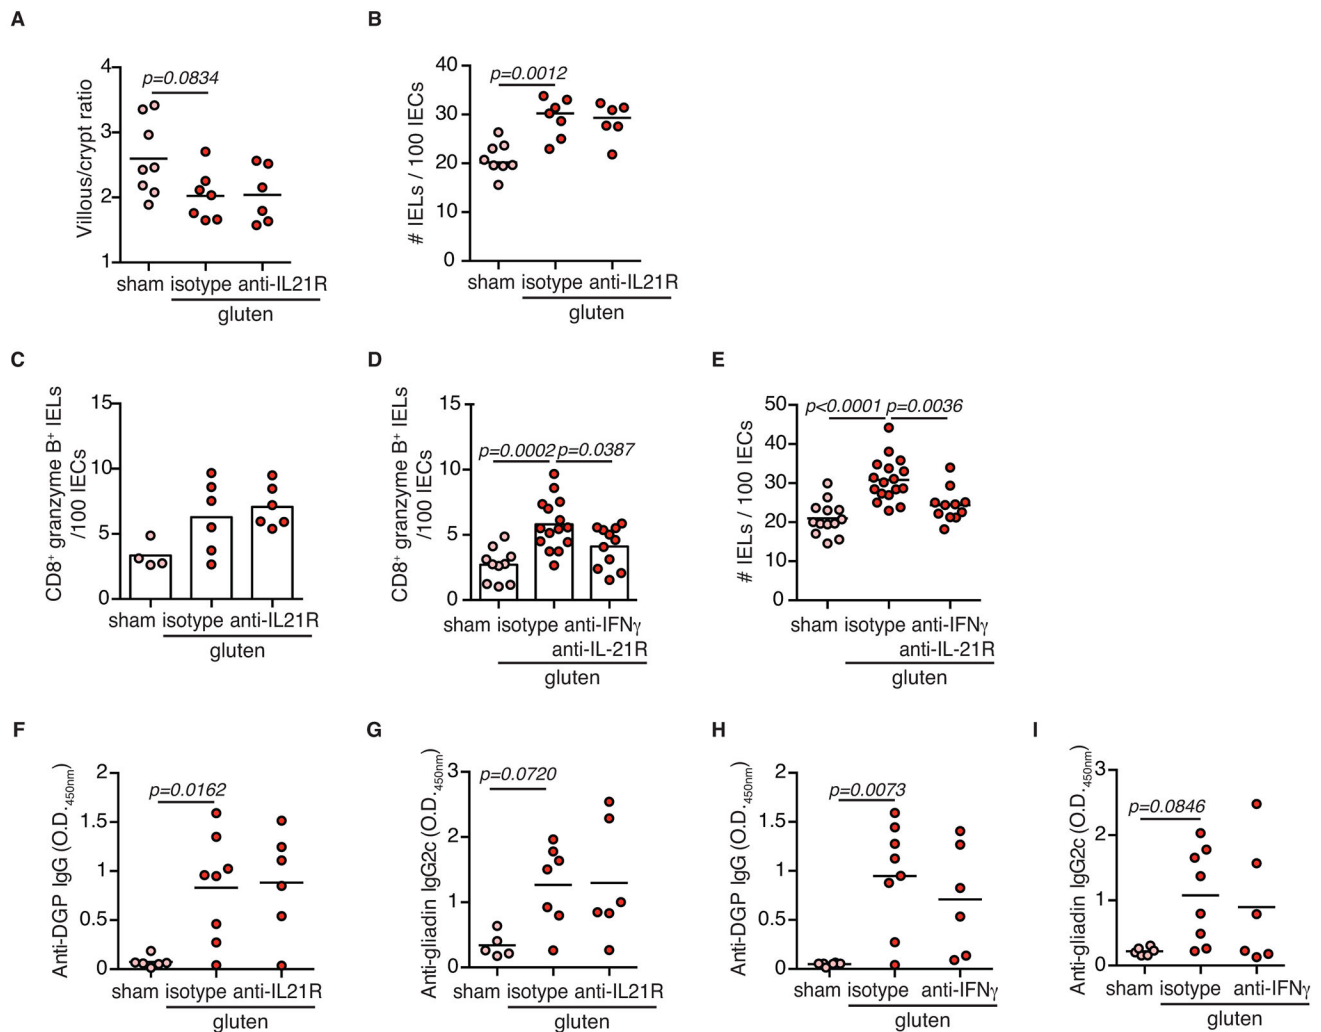 A
Villous/crypt ratio
4
3
2
1
p=0.0834
sham isotype anti-IL21R
gluten
B
# IELs / 100 IECs
40
30
20
10
0
p=0.0012
sham isotype anti-IL21R
gluten
C
CD8+ granzyme B+ IELs
/100 IECs
15
10
5
0
sham isotype anti-IL21R
gluten
D
CD8+ granzyme B+ IELs
/100 IECs
15
10
5
0
p=0.0002 p=0.0387
sham isotype anti-IFNγ
anti-IL-21R
gluten
E
# IELs / 100 IECs
50
40
30
20
10
0
p<0.0001 p=0.0036
sham isotype anti-IFNγ
anti-IL-21R
gluten
F
Anti-DGP IgG (O.D.450nm)
2
1.5
1
0.5
0
p=0.0162
sham isotype anti-IL21R
gluten
G
Anti-gliadin IgG2c (O.D.450nm)
3
2
1
0
p=0.0720
sham isotype anti-IL21R
gluten
H
Anti-DGP IgG (O.D.450nm)
2
1.5
1
0.5
0
p=0.0073
sham isotype anti-IFNγ
gluten
I
Anti-gliadin IgG2c (O.D.450nm)
3
2
1
0
p=0.0846
sham isotype anti-IFNγ
gluten